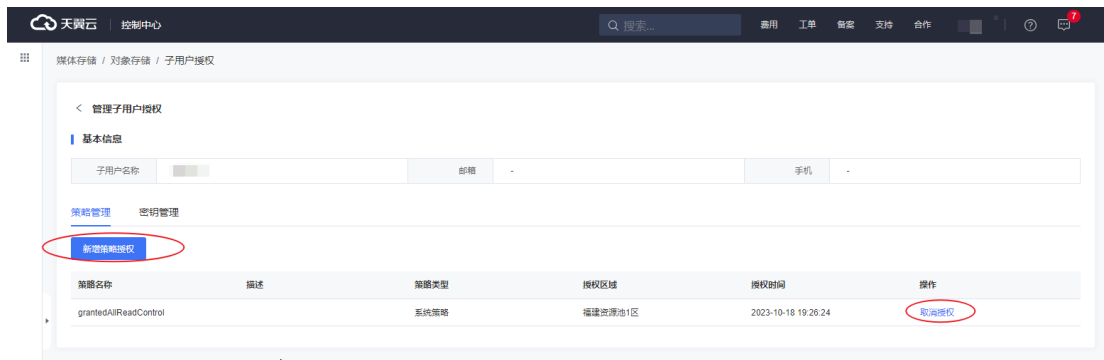 天翼云 控制中心 搜索... 费用 工单 备案 支持 合作 7
媒体存储 / 对象存储 / 子用户授权
< 管理子用户授权
基本信息
子用户名称 邮箱 - 手机 -
策略管理 密钥管理
新增策略授权
策略名称 描述 策略类型 授权区域 授权时间 操作
grantedAllReadControl 系统策略 福建资源池1区 2023-10-18 19:26:24 取消授权